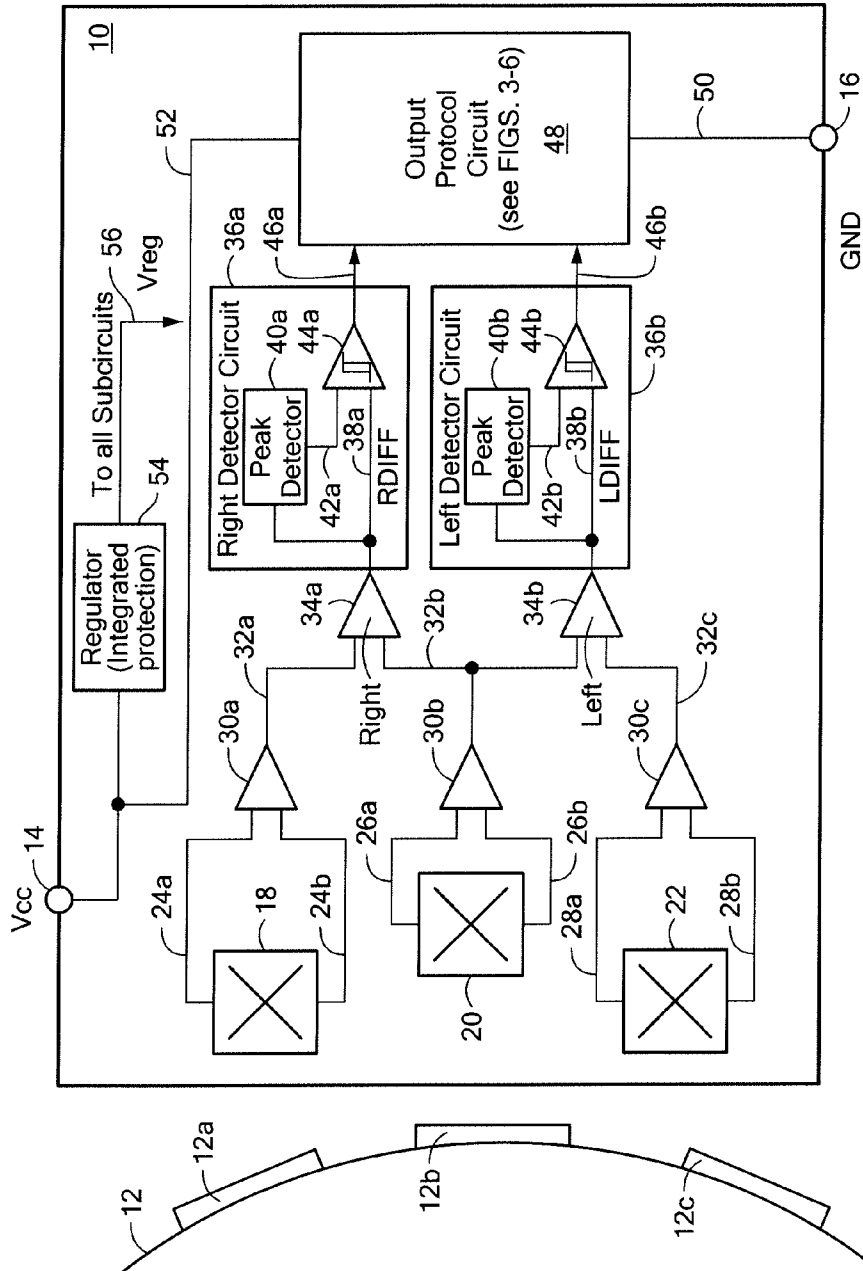 10
Vcc
14
To all Subcircuits
56
Vreg
52
54
Regulator
(Integrated
protection)
Right Detector Circuit
36a
40a
Peak
Detector
44a
42a
38a
RDIFF
46a
Output
Protocol
Circuit
(see FIGS. 3-6)
48
24a
18
24b
30a
32a
34a
Right
32b
26a
20
26b
30b
Left Detector Circuit
40b
Peak
Detector
44b
42b
38b
LDIFF
46b
36b
50
34b
Left
32c
28a
22
28b
30c
16
GND
12
12a
12b
12c